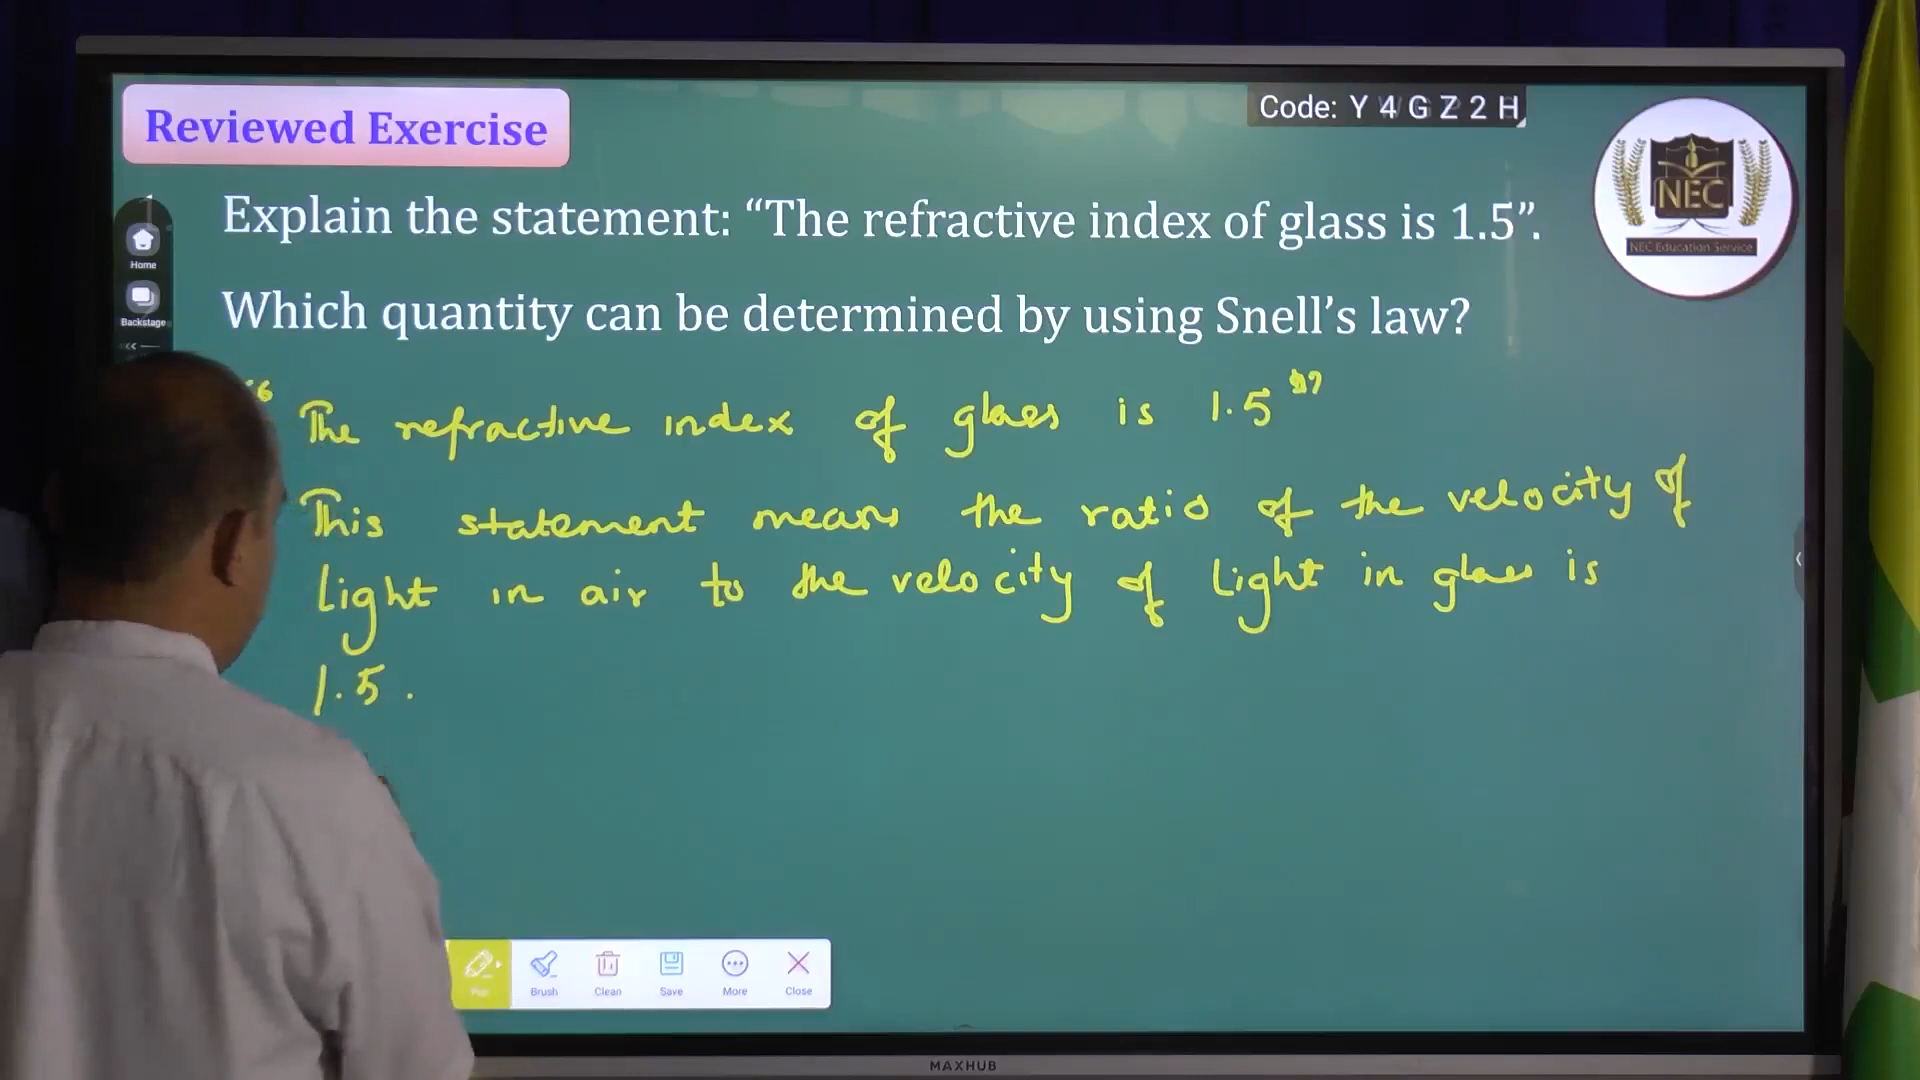 Reviewed Exercise
Code: Y 4 G Z 2 H
NEC
NEC Education Service
Explain the statement: “The refractive index of glass is 1.5”.
Home
Which quantity can be determined by using Snell’s law?
Backstage
“ The refractive index of glass is 1.5 ”
This statement means the ratio of the velocity of
light in air to the velocity of light in glass is
1.5 .
Pen Brush Clean Save More Close
MAXHUB